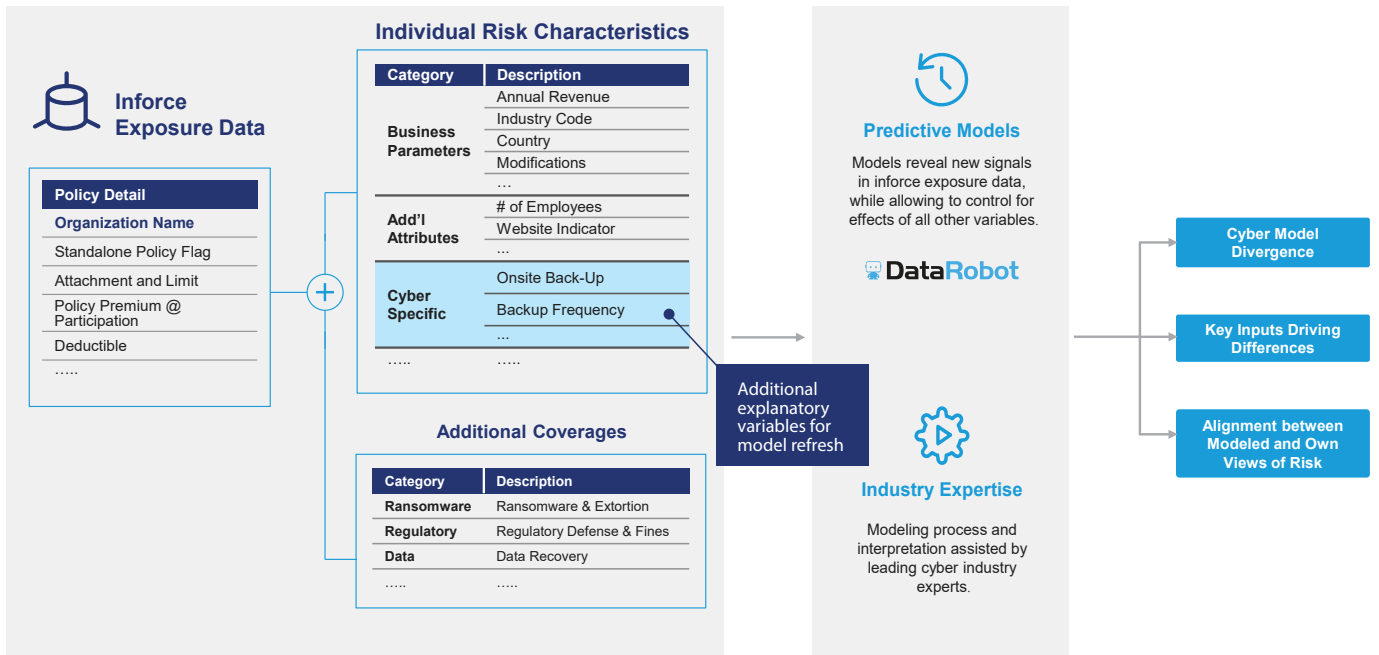 Inforce
Exposure Data
Policy Detail
Organization Name
Standalone Policy Flag
Attachment and Limit
Policy Premium @
Participation
Deductible
…..
Individual Risk Characteristics
Category Description
Business
Parameters
Annual Revenue
Industry Code
Country
Modifications
…
Add’l
Attributes
# of Employees
Website Indicator
...
Cyber
Specific
Onsite Back-Up
Backup Frequency
...
….. …..
Additional
explanatory
variables for
model refresh
Additional Coverages
Category Description
Ransomware Ransomware & Extortion
Regulatory Regulatory Defense & Fines
Data Data Recovery
….. …..
Predictive Models
Models reveal new signals
in inforce exposure data,
while allowing to control for
effects of all other variables.
DataRobot
Industry Expertise
Modeling process and
interpretation assisted by
leading cyber industry
experts.
Cyber Model
Divergence
Key Inputs Driving
Differences
Alignment between
Modeled and Own
Views of Risk